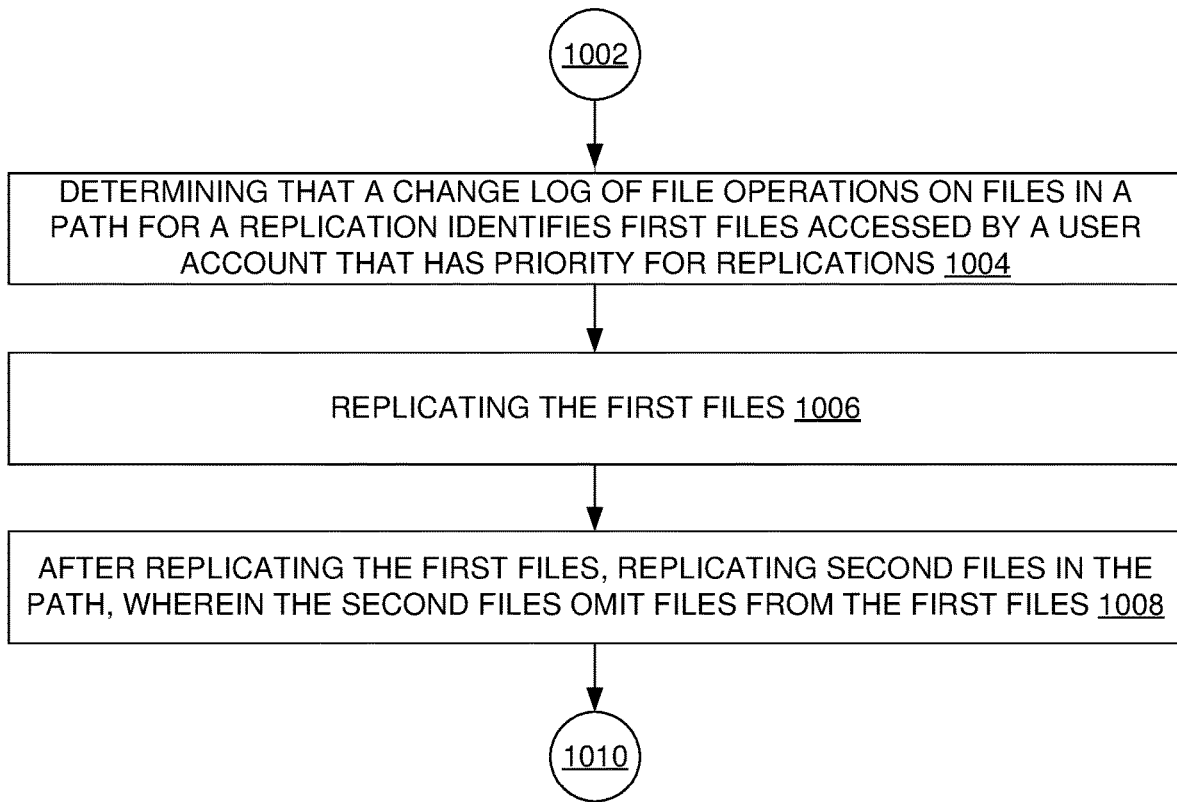 1002
DETERMINING THAT A CHANGE LOG OF FILE OPERATIONS ON FILES IN A
PATH FOR A REPLICATION IDENTIFIES FIRST FILES ACCESSED BY A USER
ACCOUNT THAT HAS PRIORITY FOR REPLICATIONS 1004
REPLICATING THE FIRST FILES 1006
AFTER REPLICATING THE FIRST FILES, REPLICATING SECOND FILES IN THE
PATH, WHEREIN THE SECOND FILES OMIT FILES FROM THE FIRST FILES 1008
1010